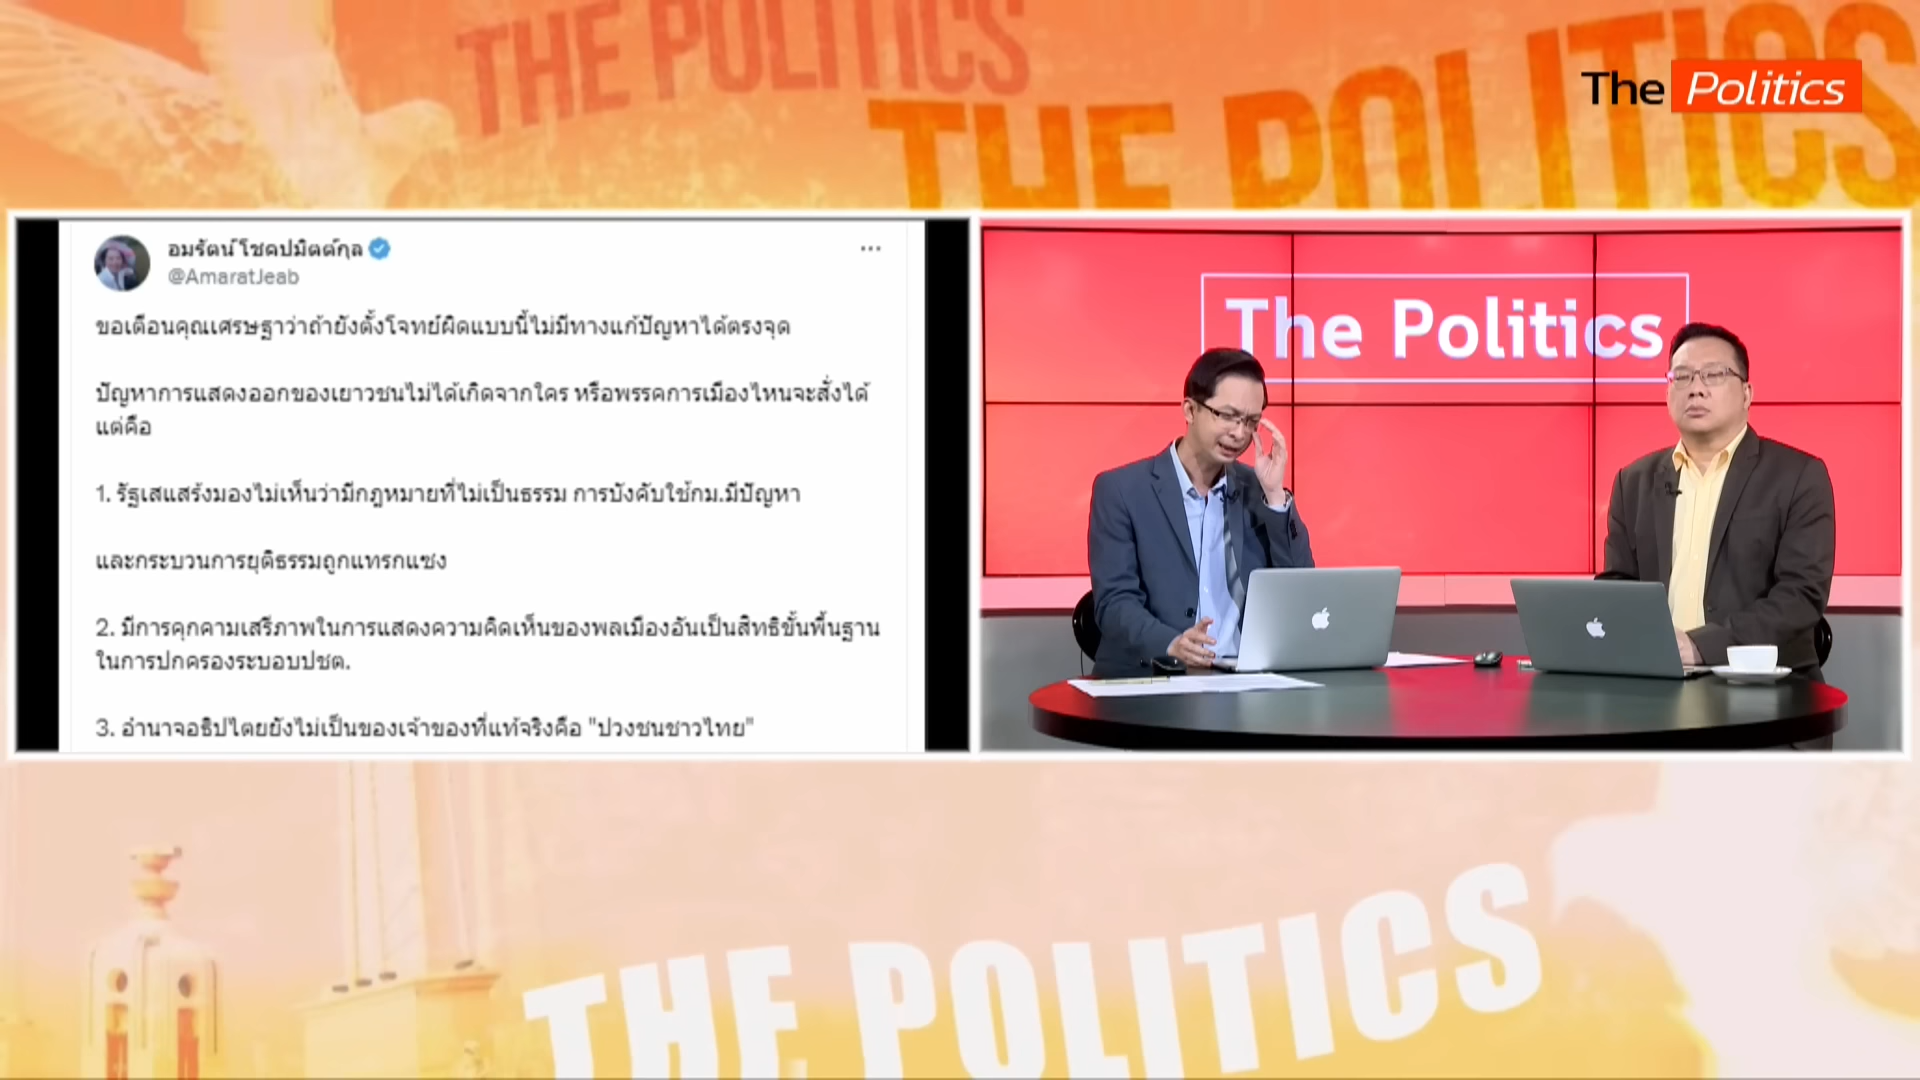 THE POLITICS
THE POLITICS
The Politics
อมรัตน์ โชคปมิตต์กุล
@AmaratJeab
ขอเตือนคุณเศรษฐาว่าถ้ายังตั้งโจทย์ผิดแบบนี้ไม่มีทางแก้ปัญหาได้ตรงจุด
ปัญหาการแสดงออกของเยาวชนไม่ได้เกิดจากใคร หรือพรรคการเมืองไหนจะสั่งได้
แต่คือ
1. รัฐเสแสร้งมองไม่เห็นว่ามีกฎหมายที่ไม่เป็นธรรม การบังคับใช้กม.มีปัญหา
และกระบวนการยุติธรรมถูกแทรกแซง
2. มีการคุกคามเสรีภาพในการแสดงความคิดเห็นของพลเมืองอันเป็นสิทธิขั้นพื้นฐาน
ในการปกครองระบอบปชต.
3. อำนาจอธิปไตยยังไม่เป็นของเจ้าของที่แท้จริงคือ "ปวงชนชาวไทย"
The Politics
THE POLITICS